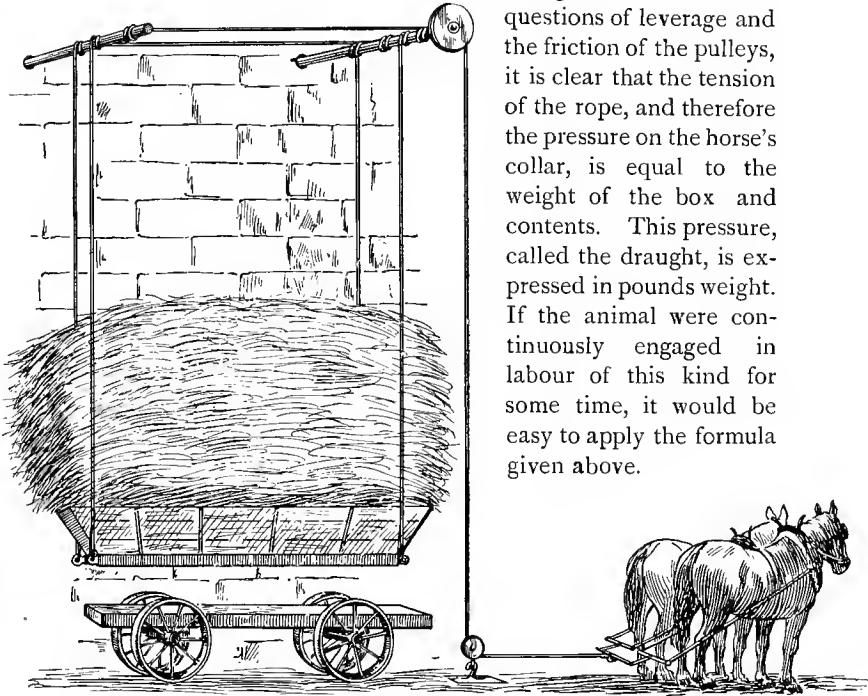 questions of leverage and
the friction of the pulleys,
it is clear that the tension
of the rope, and therefore
the pressure on the horse's
collar, is equal to the
weight of the box and
contents. This pressure,
called the draught, is ex-
pressed in pounds weight.
If the animal were con-
tinuously engaged in
labour of this kind for
some time, it would be
easy to apply the formula
given above.